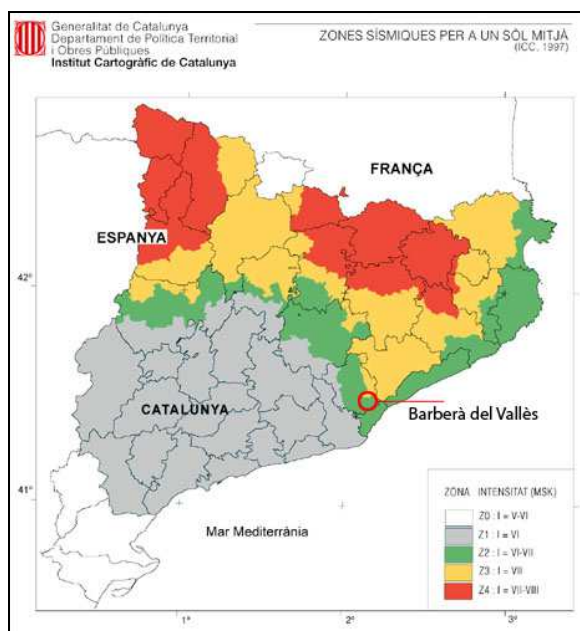 Generalitat de Catalunya
Departament de Política Territorial
i Obres Públiques
Institut Cartogràfic de Catalunya
ZONES SÍSMIQUES PER A UN SÒL MITJÀ
(ICC, 1997)
FRANÇA
ESPANYA
42°
CATALUNYA
Barberà del Vallès
41°
Mar Mediterrània
ZONA INTENSITAT (MSK)
Z0 : I = V-VI
Z1 : I = VI
Z2 : I = VI-VII
Z3 : I = VII
Z4 : I = VII-VIII
1° 2° 3°